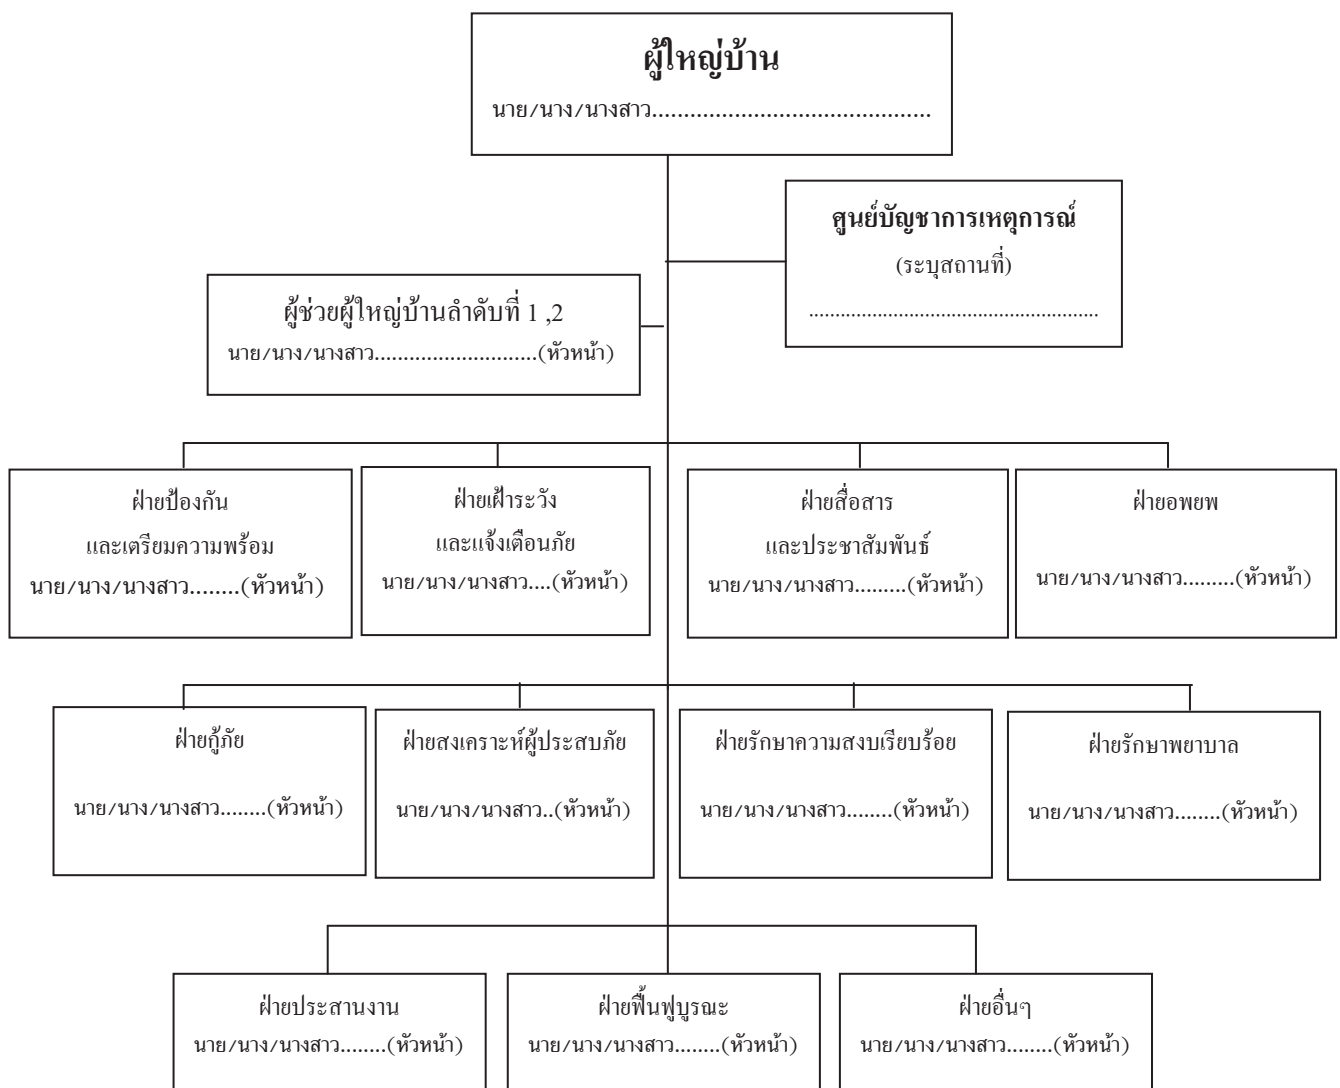 ผู้ใหญ่บ้าน
นาย/นาง/นางสาว............................................
ศูนย์บัญชาการเหตุการณ์
(ระบุสถานที่)
.........................................................
ผู้ช่วยผู้ใหญ่บ้านลำดับที่ 1 ,2
นาย/นาง/นางสาว............................(หัวหน้า)
ฝ่ายป้องกัน
และเตรียมความพร้อม
นาย/นาง/นางสาว........(หัวหน้า)
ฝ่ายเฝ้าระวัง
และแจ้งเตือนภัย
นาย/นาง/นางสาว....(หัวหน้า)
ฝ่ายสื่อสาร
และประชาสัมพันธ์
นาย/นาง/นางสาว.........(หัวหน้า)
ฝ่ายอพยพ
นาย/นาง/นางสาว.........(หัวหน้า)
ฝ่ายกู้ภัย
นาย/นาง/นางสาว........(หัวหน้า)
ฝ่ายสงเคราะห์ผู้ประสบภัย
นาย/นาง/นางสาว..(หัวหน้า)
ฝ่ายรักษาความสงบเรียบร้อย
นาย/นาง/นางสาว........(หัวหน้า)
ฝ่ายรักษาพยาบาล
นาย/นาง/นางสาว........(หัวหน้า)
ฝ่ายประสานงาน
นาย/นาง/นางสาว........(หัวหน้า)
ฝ่ายฟื้นฟูบูรณะ
นาย/นาง/นางสาว........(หัวหน้า)
ฝ่ายอื่นๆ
นาย/นาง/นางสาว........(หัวหน้า)